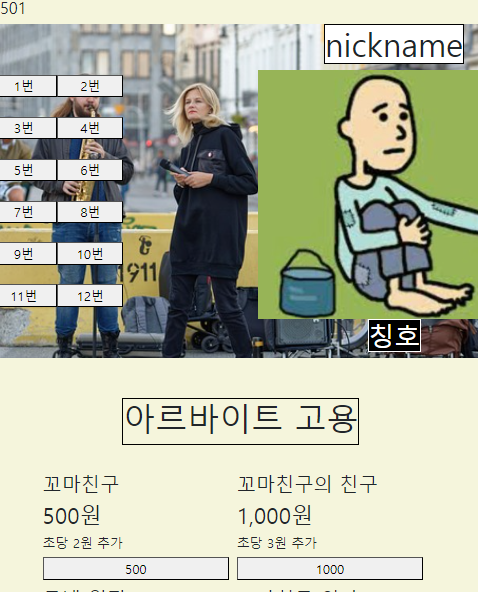 501
nickname
1번 2번
3번 4번
5번 6번
7번 8번
9번 10번
11번 12번
1911
칭호
아르바이트 고용
꼬마친구 꼬마친구의 친구
500원 1,000원
초당 2원 추가 초당 3원 추가
500 1000